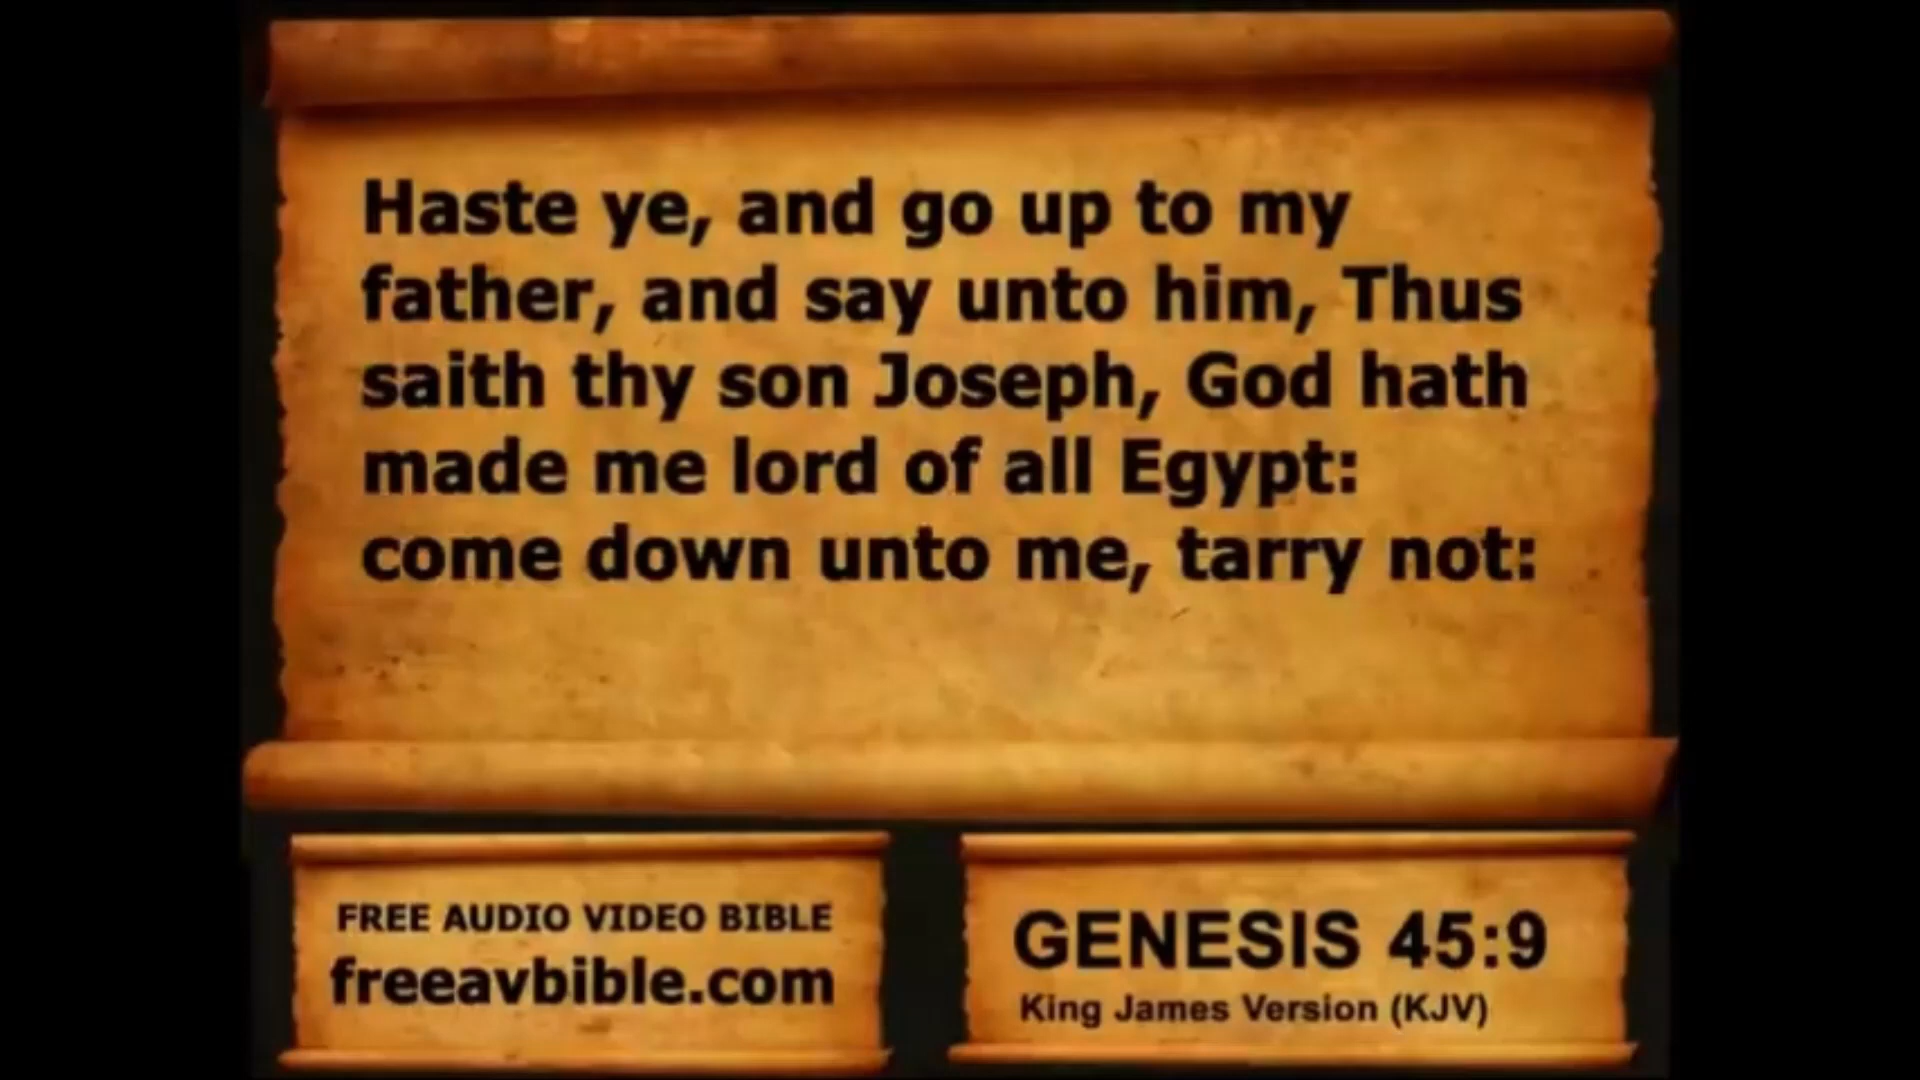 Haste ye, and go up to my
father, and say unto him, Thus
saith thy son Joseph, God hath
made me lord of all Egypt:
come down unto me, tarry not:
FREE AUDIO VIDEO BIBLE
freeavbible.com
GENESIS 45:9
King James Version (KJV)